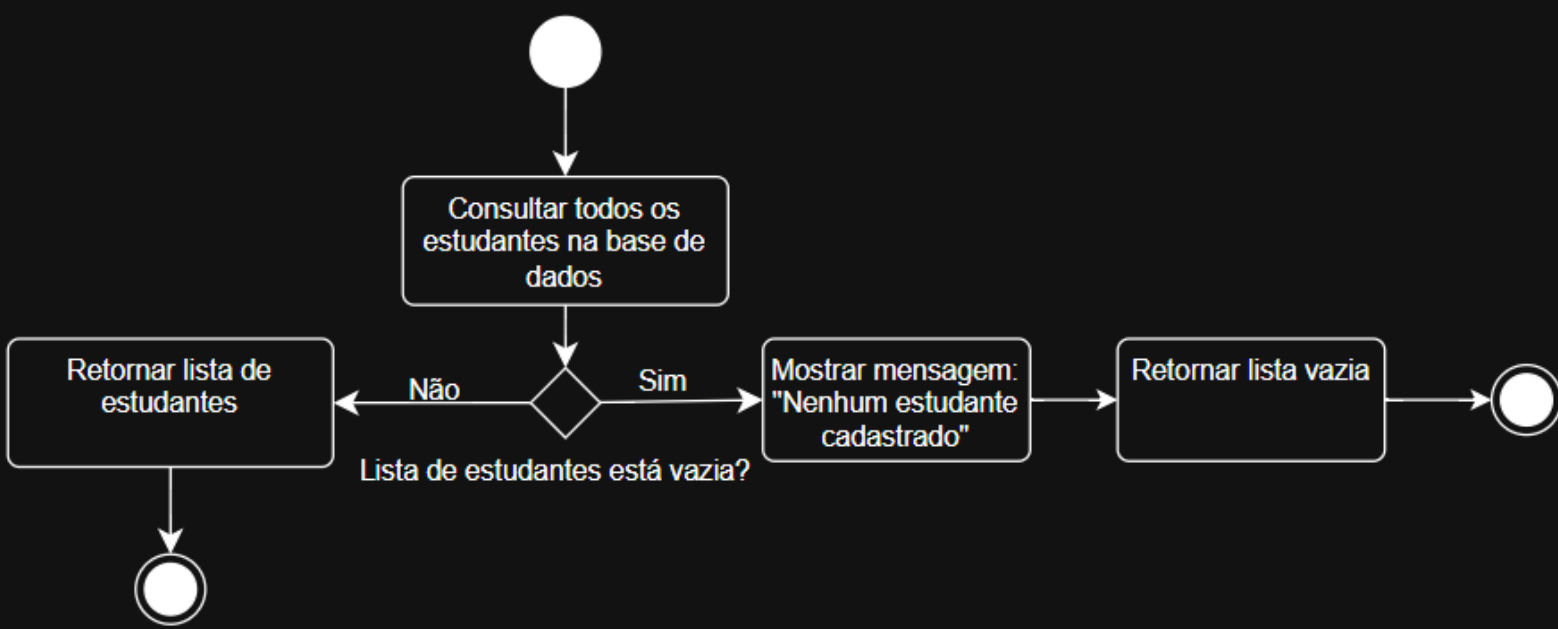 Consultar todos os
estudantes na base de
dados
Retornar lista de
estudantes
Não
Sim
Mostrar mensagem:
"Nenhum estudante
cadastrado"
Retornar lista vazia
Lista de estudantes está vazia?